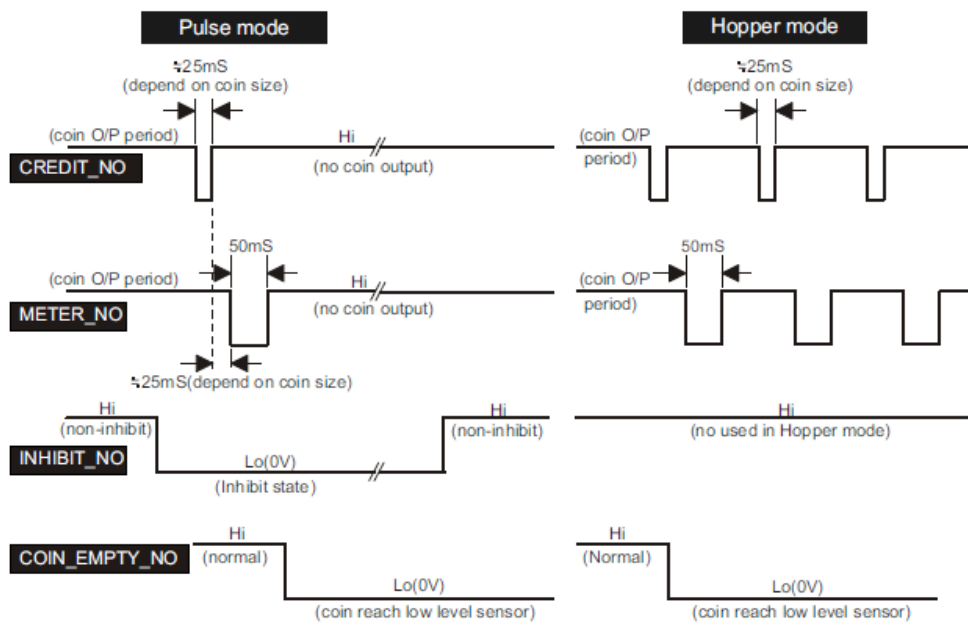 Pulse mode
Hopper mode
≒25mS
(depend on coin size)
≒25mS
(depend on coin size)
(coin O/P period)
Hi
(no coin output)
CREDIT_NO
(coin O/P
period)
50mS
50mS
(coin O/P period)
Hi
(no coin output)
METER_NO
(coin O/P
period)
≒25mS(depend on coin size)
Hi
(non-inhibit)
Hi
(non-inhibit)
Hi
(no used in Hopper mode)
INHIBIT_NO
Lo(0V)
(Inhibit state)
COIN_EMPTY_NO
Hi
(normal)
Lo(0V)
(coin reach low level sensor)
Hi
(Normal)
Lo(0V)
(coin reach low level sensor)